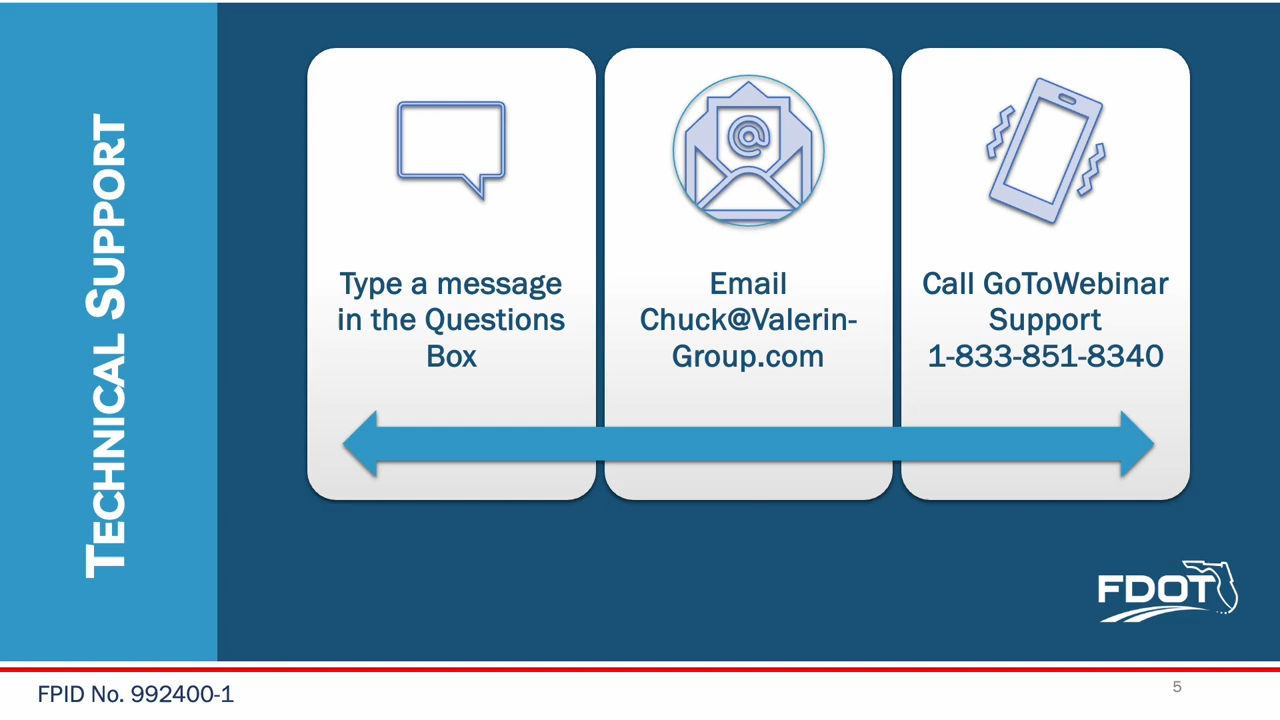 TECHNICAL SUPPORT
Type a message
in the Questions
Box
@
Email
Chuck@Valerin-
Group.com
Call GoToWebinar
Support
1-833-851-8340
FDOT
FPID No. 992400-1
5